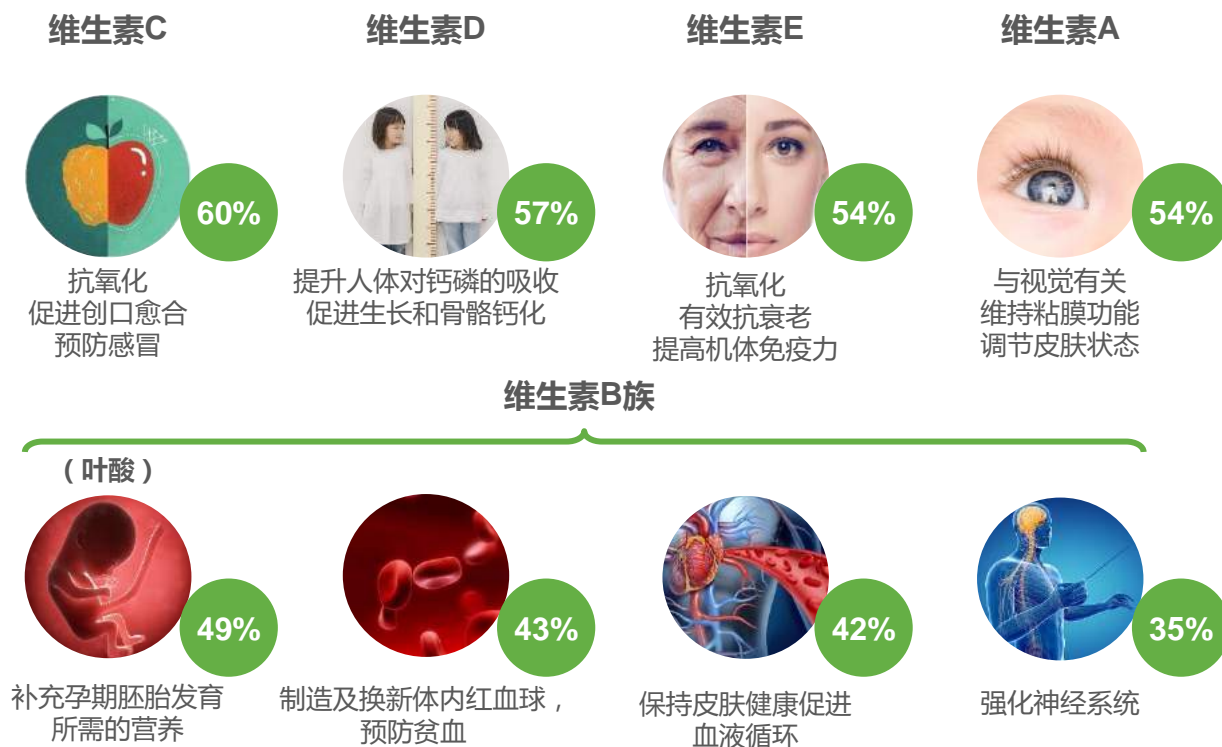 维生素C
维生素D
维生素E
维生素A
60%
57%
54%
54%
抗氧化
促进创口愈合
预防感冒
提升人体对钙磷的吸收
促进生长和骨骼钙化
抗氧化
有效抗衰老
提高机体免疫力
与视觉有关
维持粘膜功能
调节皮肤状态
维生素B族
（叶酸）
49%
43%
42%
35%
补充孕期胚胎发育
所需的营养
制造及换新体内红血球，
预防贫血
保持皮肤健康促进
血液循环
强化神经系统